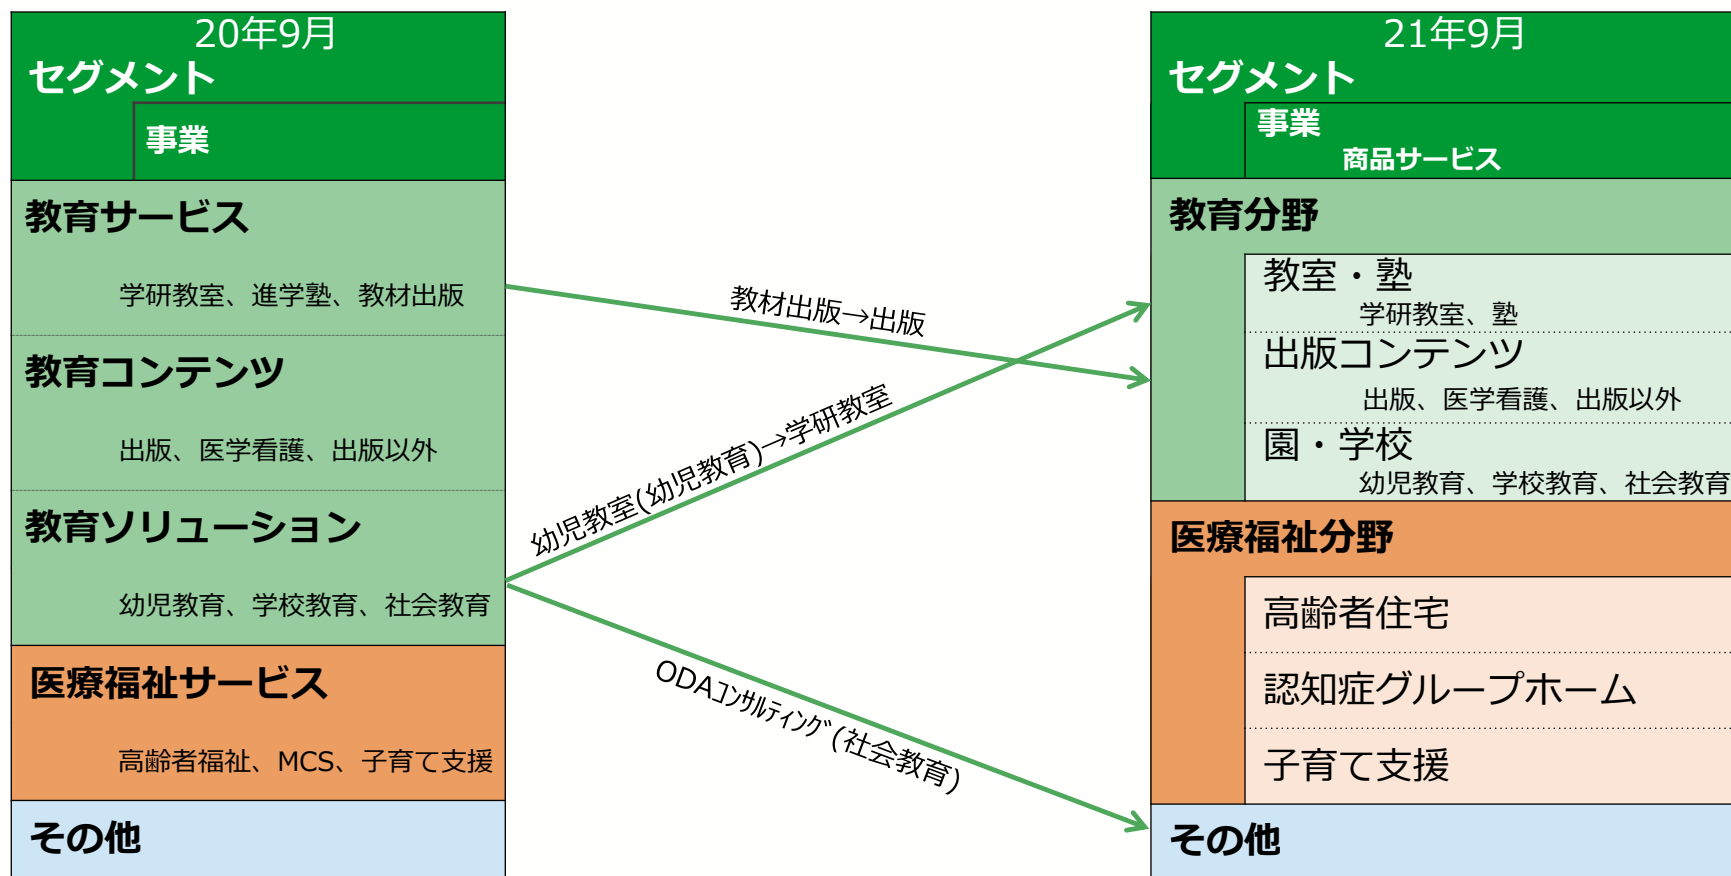 20年9月
セグメント
事業
教育サービス
学研教室、進学塾、教材出版
教育コンテンツ
出版、医学看護、出版以外
教育ソリューション
幼児教育、学校教育、社会教育
医療福祉サービス
高齢者福祉、MCS、子育て支援
その他
教材出版→出版
幼児教室(幼児教育)→学研教室
ODAｺﾝｻﾙﾃｨﾝｸﾞ(社会教育)
21年9月
セグメント
事業
商品サービス
教育分野
教室・塾
学研教室、塾
出版コンテンツ
出版、医学看護、出版以外
園・学校
幼児教育、学校教育、社会教育
医療福祉分野
高齢者住宅
認知症グループホーム
子育て支援
その他